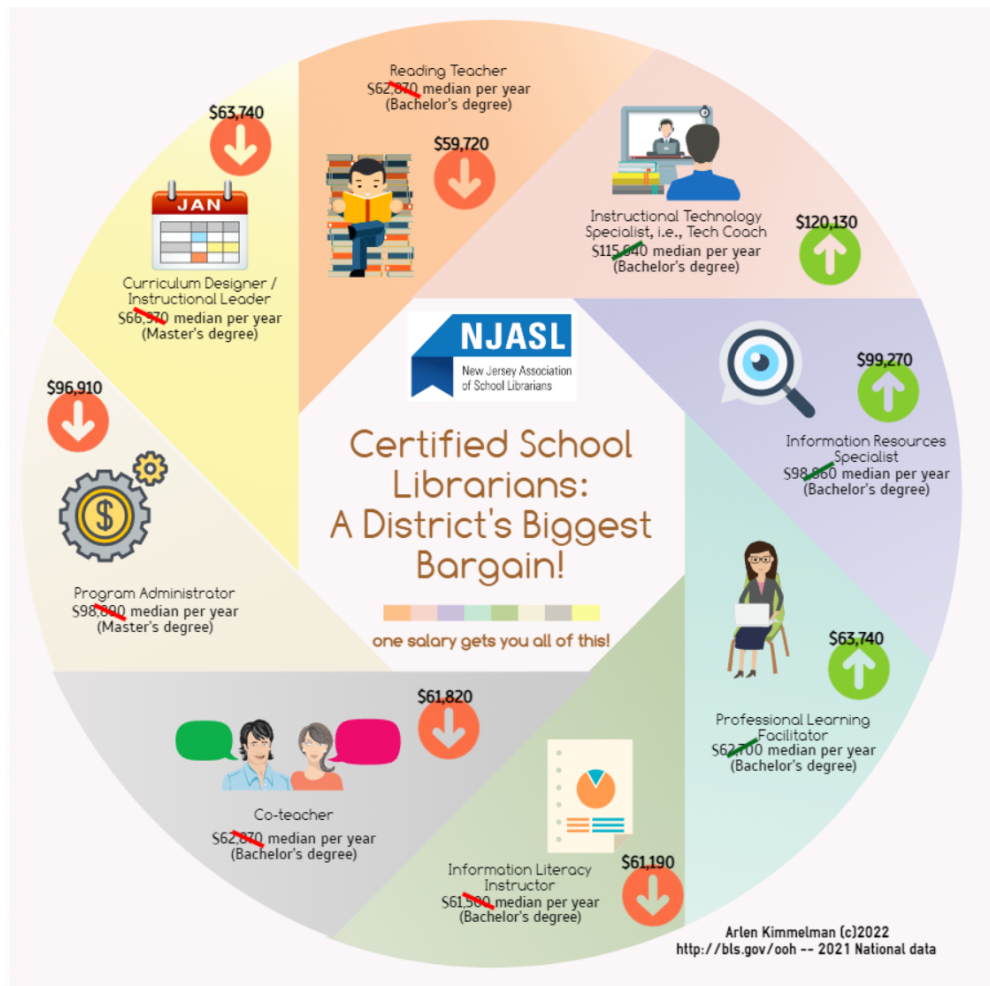 Reading Teacher
$62,870 median per year
(Bachelor's degree)
$59,720
Instructional Technology
Specialist, i.e., Tech Coach
$115,640 median per year
(Bachelor's degree)
$120,130
$99,270
Information Resources
Specialist
$98,860 median per year
(Bachelor's degree)
$63,740
Professional Learning
Facilitator
$62,700 median per year
(Bachelor's degree)
$61,190
Information Literacy
Instructor
$61,500 median per year
(Bachelor's degree)
$61,820
Co-teacher
$62,870 median per year
(Bachelor's degree)
$96,910
$
Program Administrator
median per year
(Master's degree)
$63,740
JAN
Curriculum Designer /
Instructional Leader
median per year
(Master's degree)
NJASL
New Jersey Association
of School Librarians
Certified School
Librarians:
A District's Biggest
Bargain!
one salary gets you all of this!
Arlen Kimmelman (c)2022
http://bls.gov/ooh -- 2021 National data